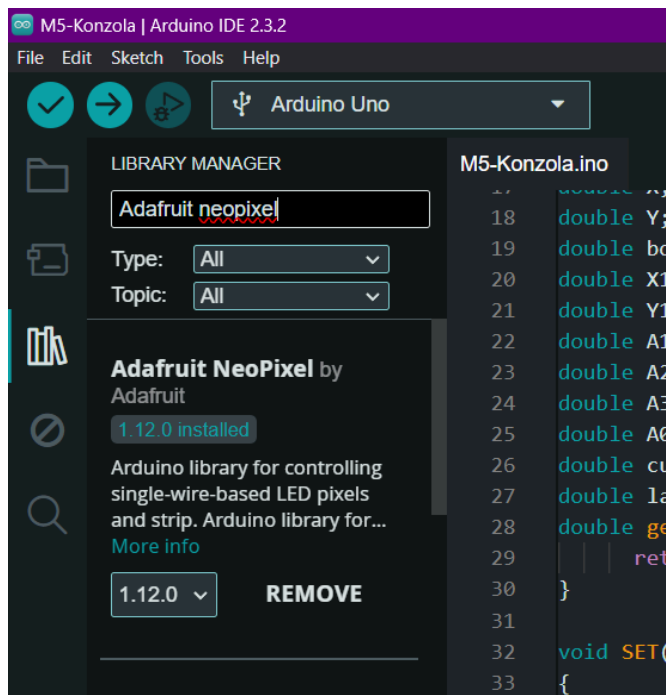 M5-Konzola | Arduino IDE 2.3.2
File Edit Sketch Tools Help
Arduino Uno
LIBRARY MANAGER
Adafruit neopixel
Type: All
Topic: All
Adafruit NeoPixel by
Adafruit
1.12.0 installed
Arduino library for controlling
single-wire-based LED pixels
and strip. Arduino library for...
More info
1.12.0
REMOVE
M5-Konzola.ino
17 double X;
18 double Y;
19 double bo
20 double X1
21 double Y1
22 double A1
23 double A2
24 double A3
25 double A0
26 double cu
27 double la
28 double ge
29 ret
30 }
31
32 void SET(
33 {